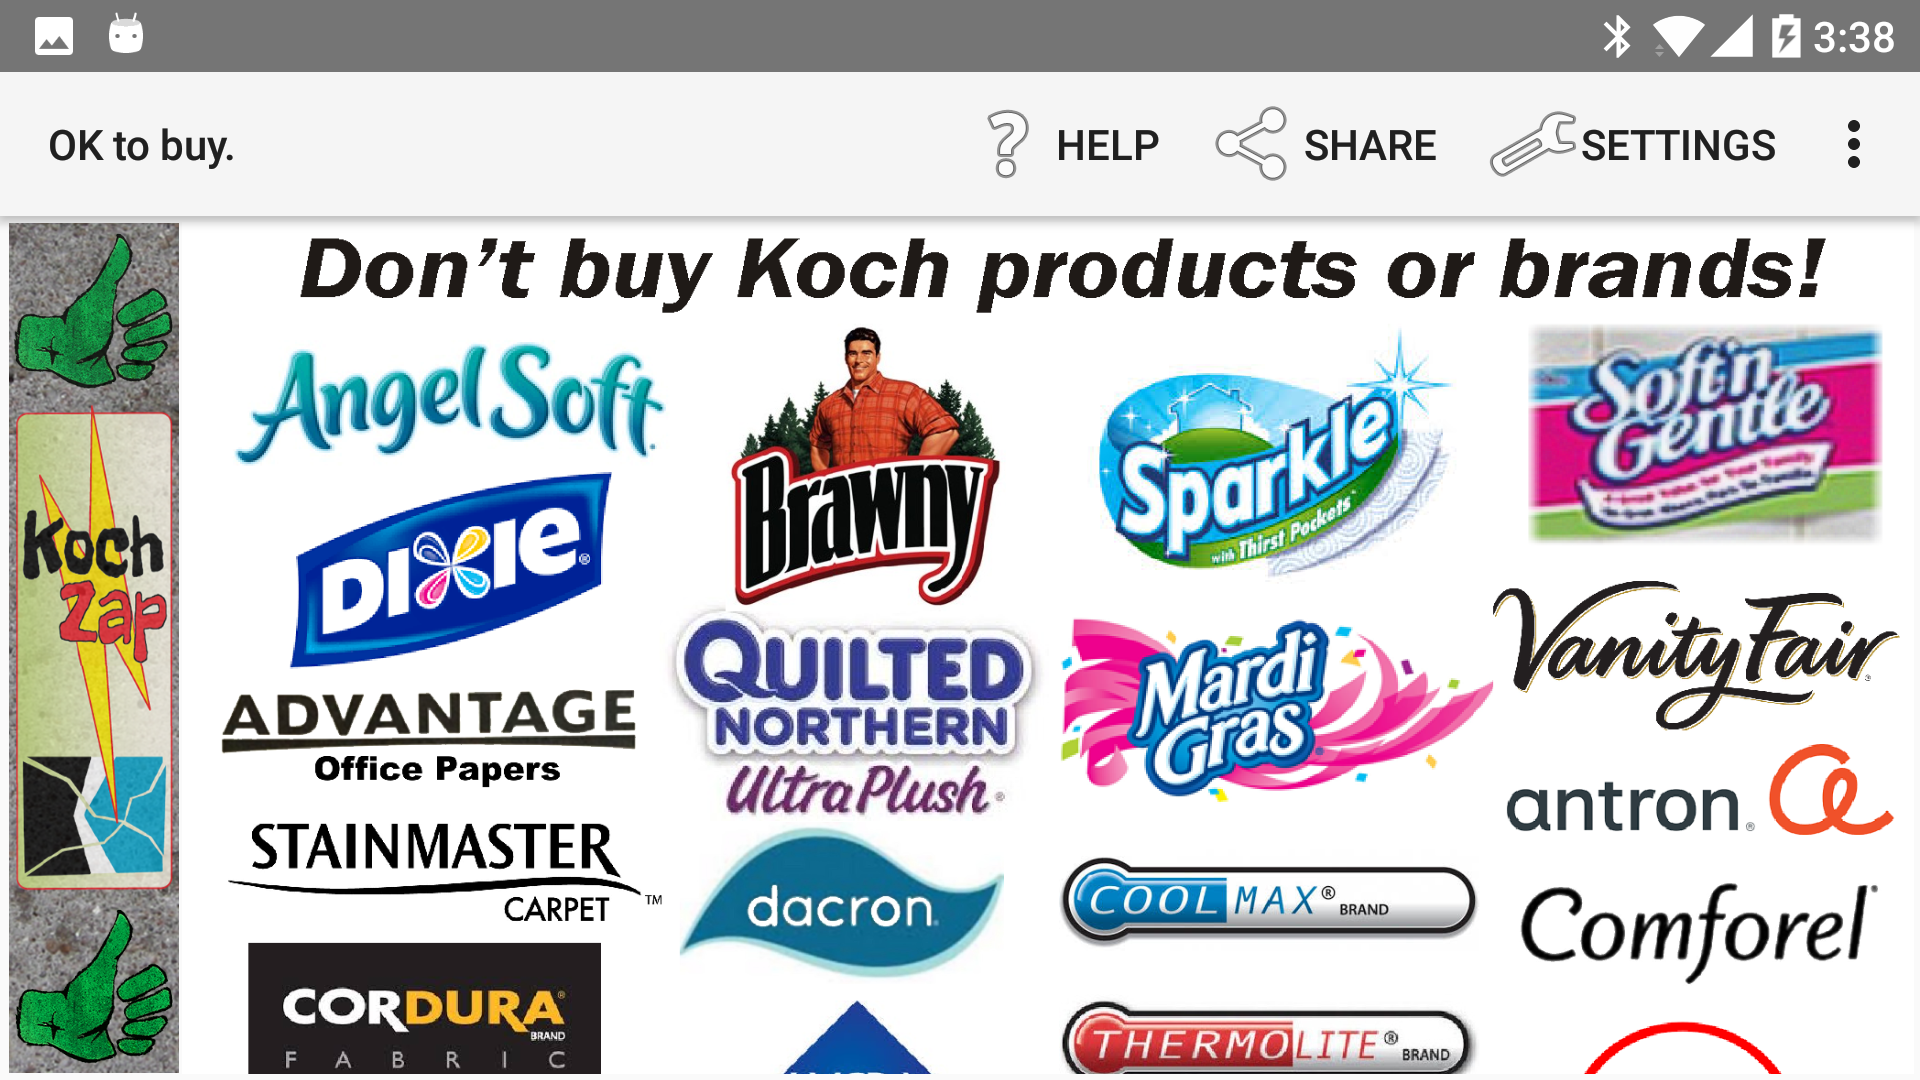 3:38
OK to buy.
HELP
SHARE
SETTINGS
Don't buy Koch products or brands!
Koch
Zap
Angel Soft
Brawny
Sparkle
with Thirst Pockets
Soft'n
Gentle
DIXIE®
QUILTED
NORTHERN
Ultra Plush®
Mardi
Gras
Vanity Fair®
ADVANTAGE
Office Papers
antron®
STAINMASTER
CARPET™
dacron
COOLMAX® BRAND
Comforel
CORDURA®
BRAND
FABRIC
THERMOLITE® BRAND